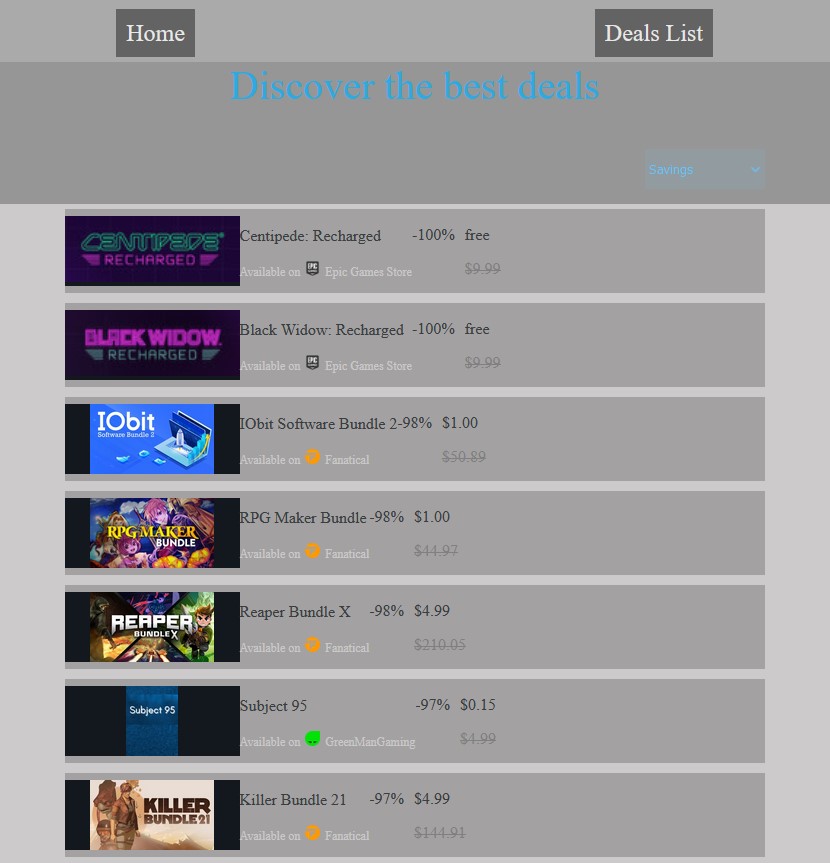 Home Deals List
Discover the best deals
Savings
CENTIPEDE
RECHARGED
Centipede: Recharged -100% free
Available on EPIC GAMES Epic Games Store $9.99
BLACK WIDOW
RECHARGED
Black Widow: Recharged -100% free
Available on EPIC GAMES Epic Games Store $9.99
IObit
Software Bundle 2
IObit Software Bundle 2 -98% $1.00
Available on Fanatical $50.89
RPG MAKER
BUNDLE
RPG Maker Bundle -98% $1.00
Available on Fanatical $44.97
REAPER
BUNDLE X
Reaper Bundle X -98% $4.99
Available on Fanatical $210.05
Subject 95
Subject 95 -97% $0.15
Available on GreenManGaming $4.99
KILLER
BUNDLE 21
Killer Bundle 21 -97% $4.99
Available on Fanatical $144.91